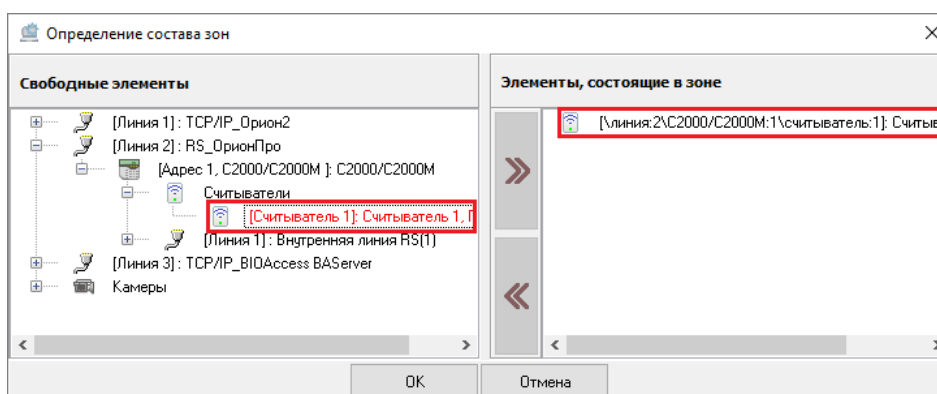 Определение состава зон
Свободные элементы
[Линия 1] : TCP/IP_Орион2
[Линия 2] : RS_ОрионПро
[Адрес 1, С2000/С2000М ]: С2000/С2000М
Считыватели
[Считыватель 1]: Считыватель 1,
[Линия 1] : Внутренняя линия RS(1)
[Линия 3] : TCP/IP_BIOAccess BAServer
Камеры
Элементы, состоящие в зоне
[\линия:2\С2000/С2000М:1\считыватель:1]: Считыв
ОК
Отмена